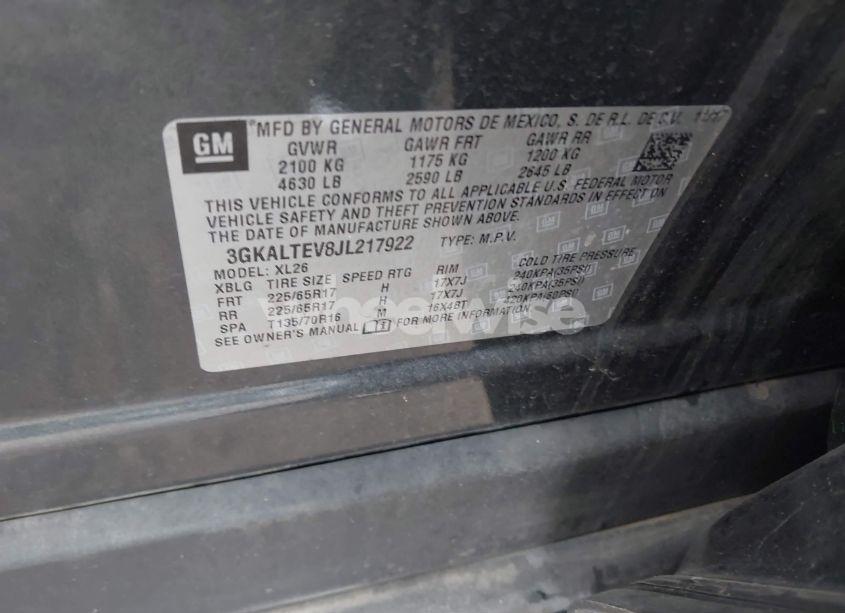 GM
MFD BY GENERAL MOTORS DE MEXICO, S. DE R.L. DE C.V.
GVWR GAWR FRT GAWR RR
2100 KG 1175 KG 1200 KG
4630 LB 2590 LB 2645 LB
THIS VEHICLE CONFORMS TO ALL APPLICABLE U.S. FEDERAL MOTOR
VEHICLE SAFETY AND THEFT PREVENTION STANDARDS IN EFFECT ON
THE DATE OF MANUFACTURE SHOWN ABOVE.
3GKALTEV8JL217922 TYPE: M.P.V.
MODEL: XL26
XBLG TIRE SIZE SPEED RTG RIM COLD TIRE PRESSURE
FRT 225/65R17 H 17X7J 240KPA(35PSI)
RR 225/65R17 H 17X7J 240KPA(35PSI)
SPA T135/70R16 M 16X4BT 420KPA(60PSI)
SEE OWNER'S MANUAL FOR MORE INFORMATION